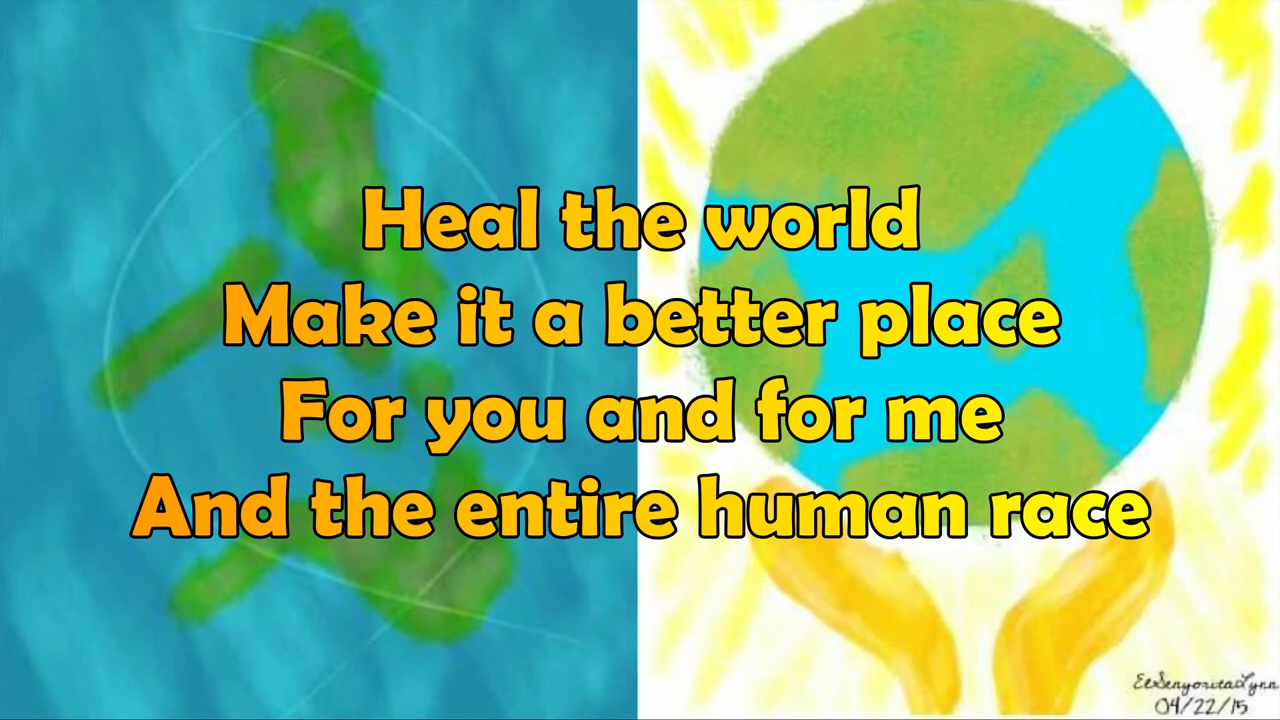 Heal the world
Make it a better place
For you and for me
And the entire human race
04/22/15